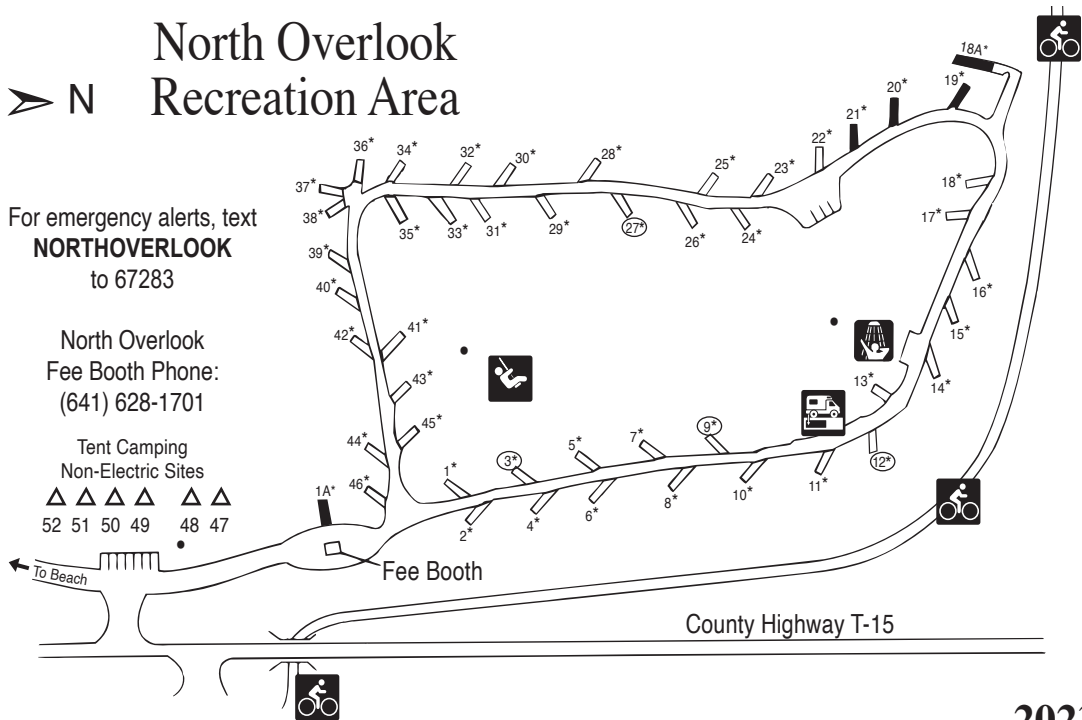 North Overlook
Recreation Area
N
For emergency alerts, text
NORTHOVERLOOK
to 67283
North Overlook
Fee Booth Phone:
(641) 628-1701
Tent Camping
Non-Electric Sites
52 51 50 49 48 47
18A*
19*
20*
21*
22*
23*
25*
28*
30*
32*
34*
36*
37*
38*
35*
33*
31*
29*
27*
26*
24*
18*
17*
16*
15*
14*
13*
12*
11*
10*
9*
8*
7*
6*
5*
4*
3*
2*
1*
39*
40*
41*
42*
43*
44*
45*
46*
1A*
Fee Booth
To Beach
County Highway T-15